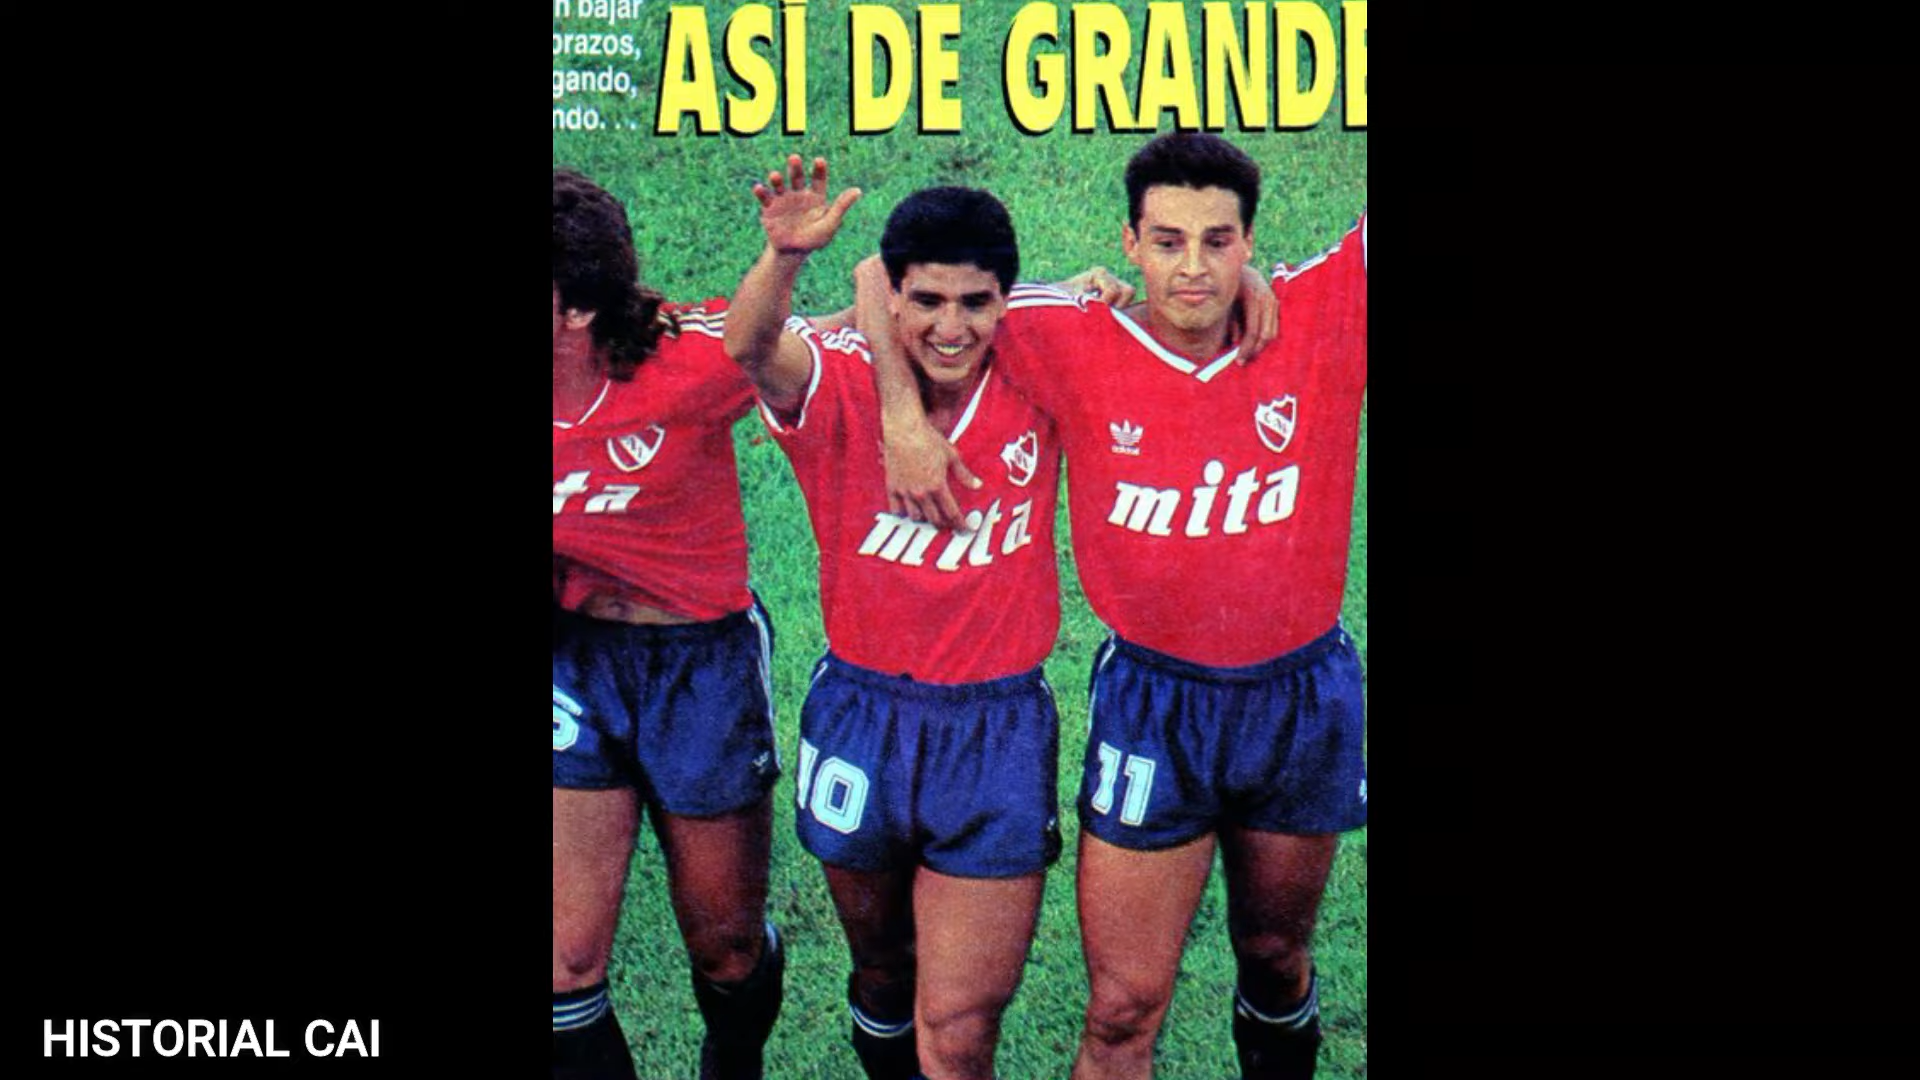 n bajar
brazos,
gando,
ndo. . .
ASÍ DE GRANDE
mita
mita
ta
10
11
adidas
HISTORIAL CAI